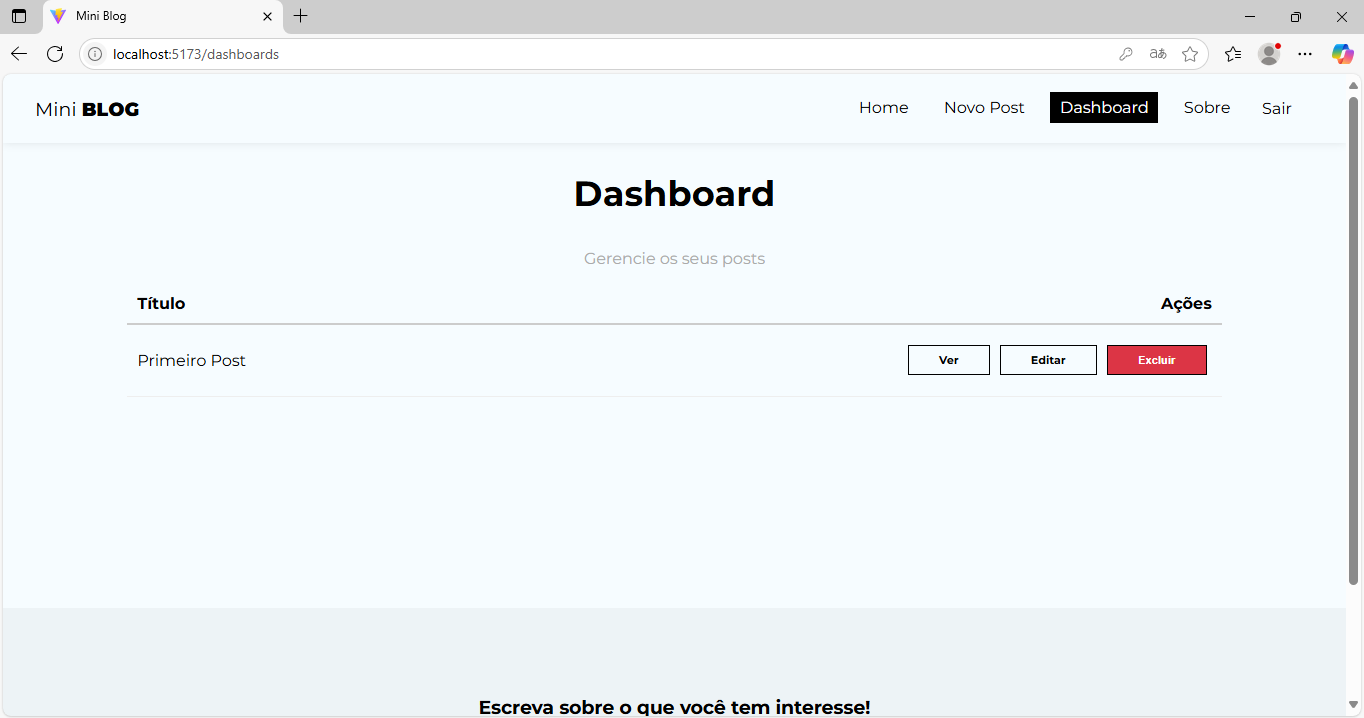 Mini Blog
localhost:5173/dashboards
Mini BLOG Home Novo Post Dashboard Sobre Sair
Dashboard
Gerencie os seus posts
Título Ações
Primeiro Post Ver Editar Excluir
Escreva sobre o que você tem interesse!